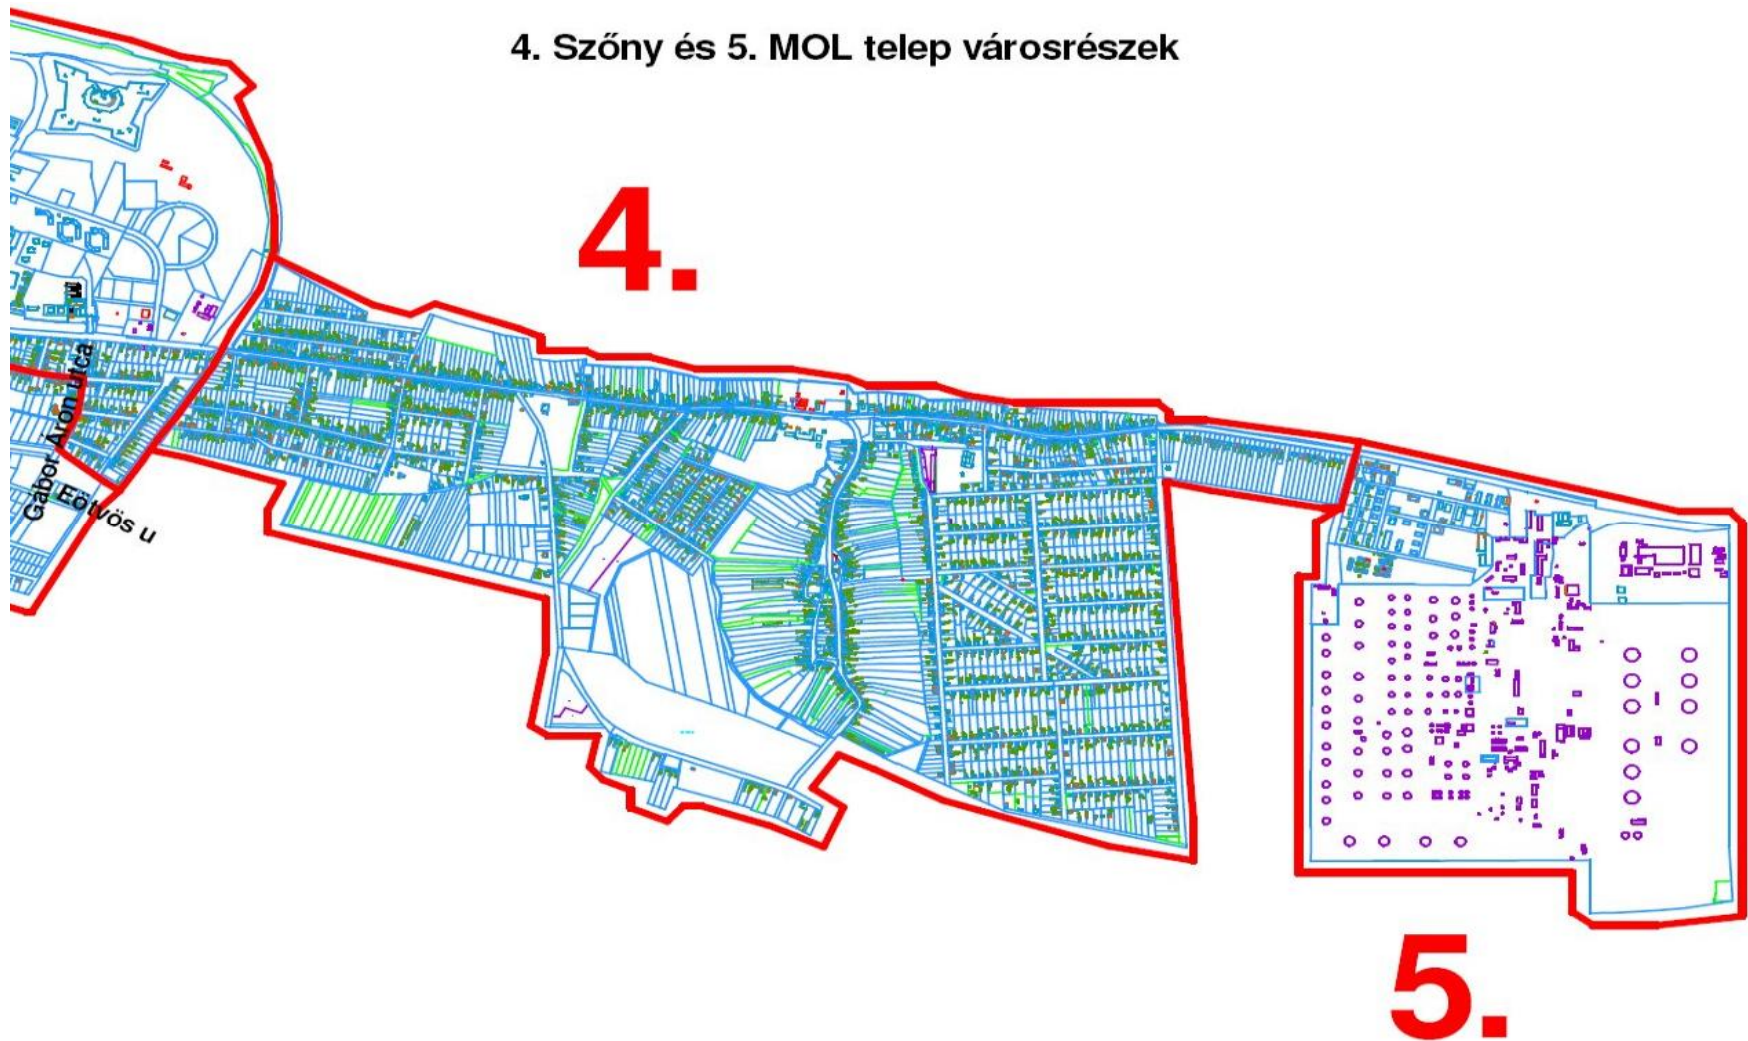 4. Szőny és 5. MOL telep városrészek
4.
Gábor Áron utca
Eötvös u
5.